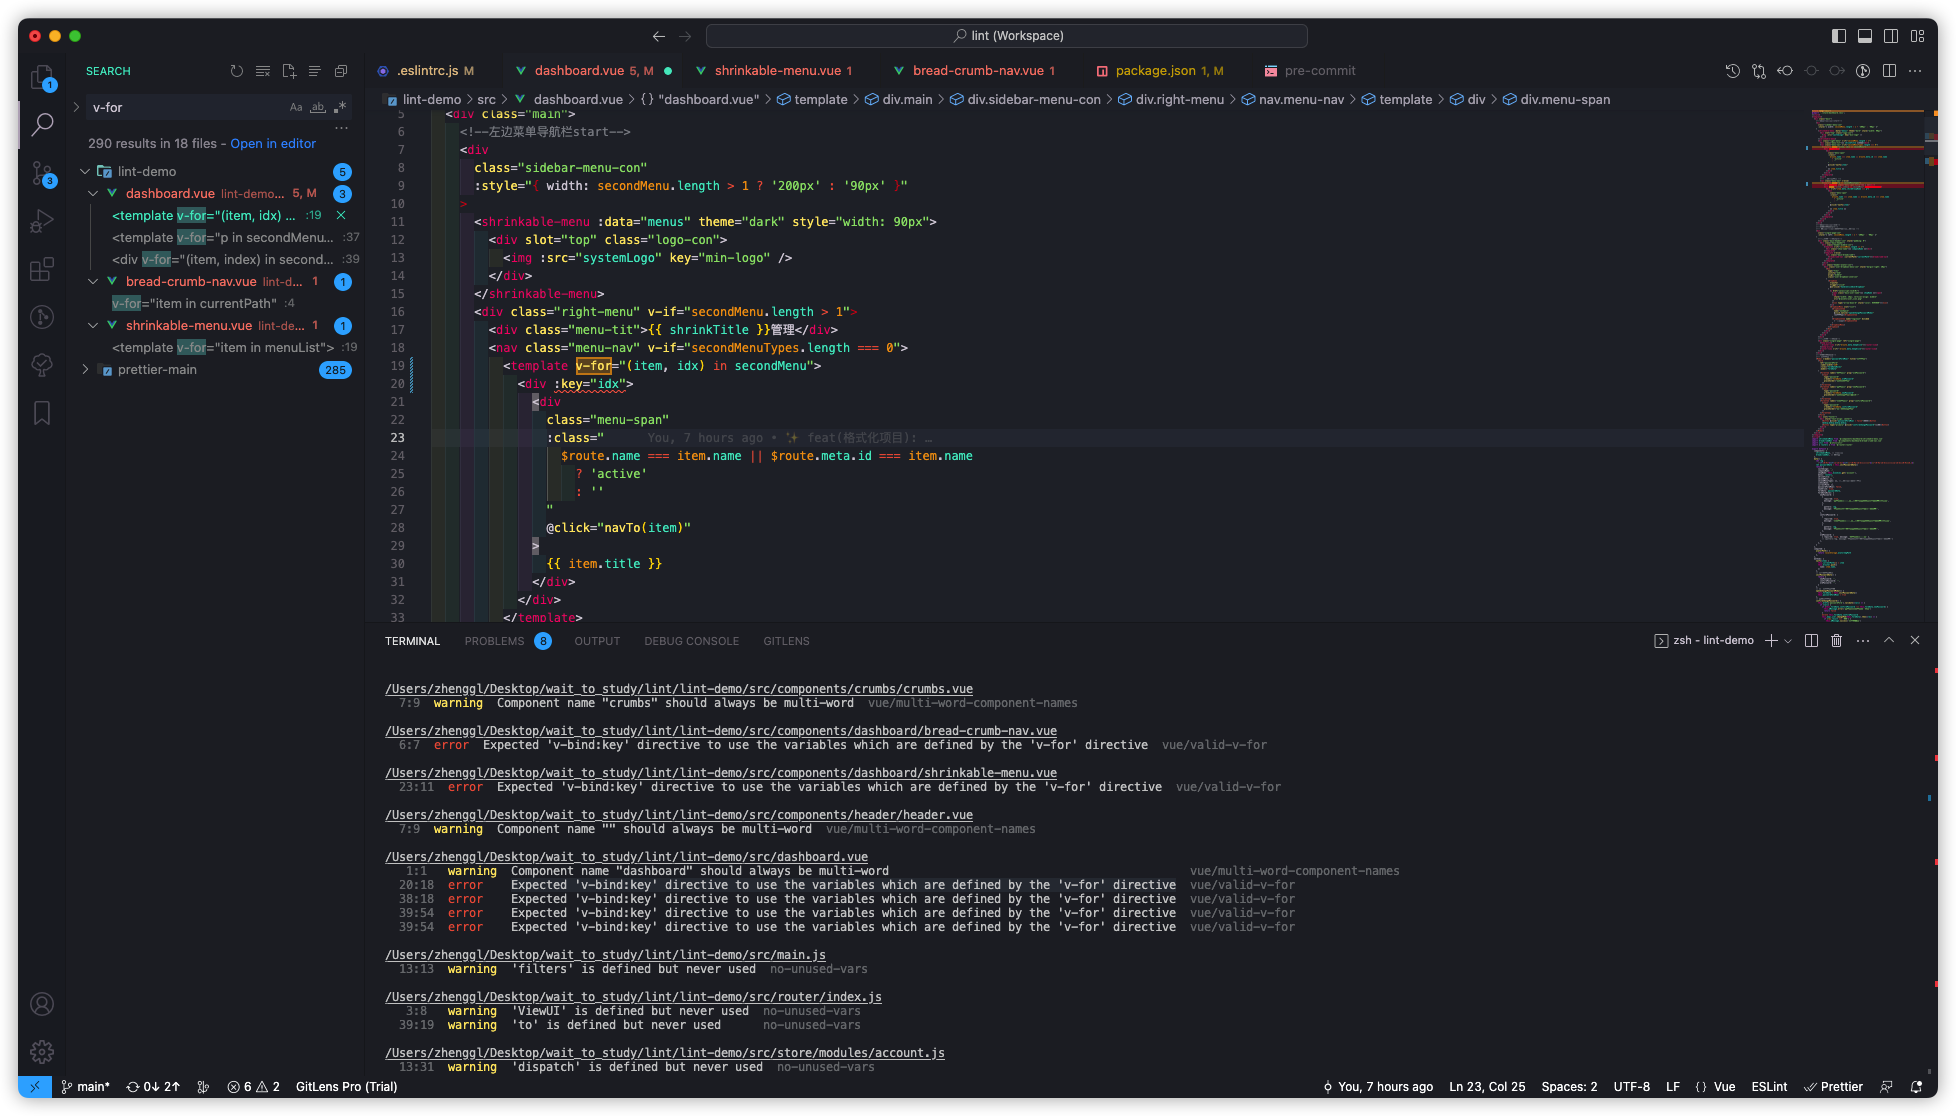 lint (Workspace)
SEARCH
.eslintrc.js M
dashboard.vue 5, M
shrinkable-menu.vue 1
bread-crumb-nav.vue 1
package.json 1, M
pre-commit
v-for
Aa ab
290 results in 18 files - Open in editor
lint-demo 5
dashboard.vue lint-demo... 5, M 3
<template v-for="(item, idx) ... :19
<template v-for="p in secondMenu... :37
<div v-for="(item, index) in second... :39
bread-crumb-nav.vue lint-d... 1 1
v-for="item in currentPath" :4
shrinkable-menu.vue lint-de... 1 1
<template v-for="item in menuList"> :19
prettier-main 285
lint-demo > src > dashboard.vue > {} "dashboard.vue" > template > div.main > div.sidebar-menu-con > div.right-menu > nav.menu-nav > template > div > div.menu-span
5 <div class="main">
6 <!--左边菜单导航栏start-->
7 <div
8 class="sidebar-menu-con"
9 :style="{ width: secondMenu.length > 1 ? '200px' : '90px' }"
10 >
11 <shrinkable-menu :data="menus" theme="dark" style="width: 90px">
12 <div slot="top" class="logo-con">
13 <img :src="systemLogo" key="min-logo" />
14 </div>
15 </shrinkable-menu>
16 <div class="right-menu" v-if="secondMenu.length > 1">
17 <div class="menu-tit">{{ shrinkTitle }}管理</div>
18 <nav class="menu-nav" v-if="secondMenuTypes.length === 0">
19 <template v-for="(item, idx) in secondMenu">
20 <div :key="idx">
21 <div
22 class="menu-span"
23 :class=" You, 7 hours ago • ✨ feat(格式化项目): …
24 $route.name === item.name || $route.meta.id === item.name
25 ? 'active'
26 : ''
27 "
28 @click="navTo(item)"
29 >
30 {{ item.title }}
31 </div>
32 </div>
33 </template>
TERMINAL PROBLEMS 8 OUTPUT DEBUG CONSOLE GITLENS
zsh - lint-demo
/Users/zhenggl/Desktop/wait_to_study/lint/lint-demo/src/components/crumbs/crumbs.vue
7:9 warning Component name "crumbs" should always be multi-word vue/multi-word-component-names
/Users/zhenggl/Desktop/wait_to_study/lint/lint-demo/src/components/dashboard/bread-crumb-nav.vue
6:7 error Expected 'v-bind:key' directive to use the variables which are defined by the 'v-for' directive vue/valid-v-for
/Users/zhenggl/Desktop/wait_to_study/lint/lint-demo/src/components/dashboard/shrinkable-menu.vue
23:11 error Expected 'v-bind:key' directive to use the variables which are defined by the 'v-for' directive vue/valid-v-for
/Users/zhenggl/Desktop/wait_to_study/lint/lint-demo/src/components/header/header.vue
7:9 warning Component name "" should always be multi-word vue/multi-word-component-names
/Users/zhenggl/Desktop/wait_to_study/lint/lint-demo/src/dashboard.vue
1:1 warning Component name "dashboard" should always be multi-word vue/multi-word-component-names
20:18 error Expected 'v-bind:key' directive to use the variables which are defined by the 'v-for' directive vue/valid-v-for
38:18 error Expected 'v-bind:key' directive to use the variables which are defined by the 'v-for' directive vue/valid-v-for
39:54 error Expected 'v-bind:key' directive to use the variables which are defined by the 'v-for' directive vue/valid-v-for
39:54 error Expected 'v-bind:key' directive to use the variables which are defined by the 'v-for' directive vue/valid-v-for
/Users/zhenggl/Desktop/wait_to_study/lint/lint-demo/src/main.js
13:13 warning 'filters' is defined but never used no-unused-vars
/Users/zhenggl/Desktop/wait_to_study/lint/lint-demo/src/router/index.js
3:8 warning 'ViewUI' is defined but never used no-unused-vars
39:19 warning 'to' is defined but never used no-unused-vars
/Users/zhenggl/Desktop/wait_to_study/lint/lint-demo/src/store/modules/account.js
13:31 warning 'dispatch' is defined but never used no-unused-vars
main* 0↓ 2↑ 6 2 GitLens Pro (Trial)
You, 7 hours ago Ln 23, Col 25 Spaces: 2 UTF-8 LF {} Vue ESLint Prettier